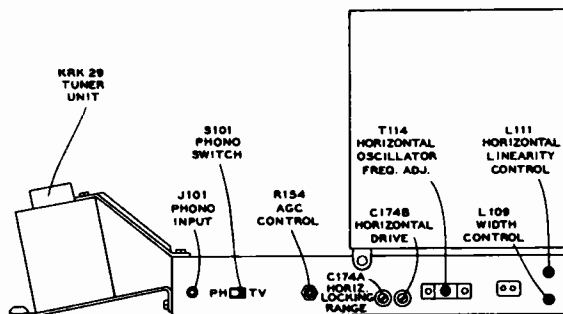 KRK 29
TUNER
UNIT
S101
PHONO
SWITCH
J101
PHONO
INPUT
R154
AGC
CONTROL
T114
HORIZONTAL
OSCILLATOR
FREQ. ADJ.
L111
HORIZONTAL
LINEARITY
CONTROL
C174B
HORIZONTAL
DRIVE
L109
WIDTH
CONTROL
C174A
HORIZ.
LOCKING
RANGE
PH TV